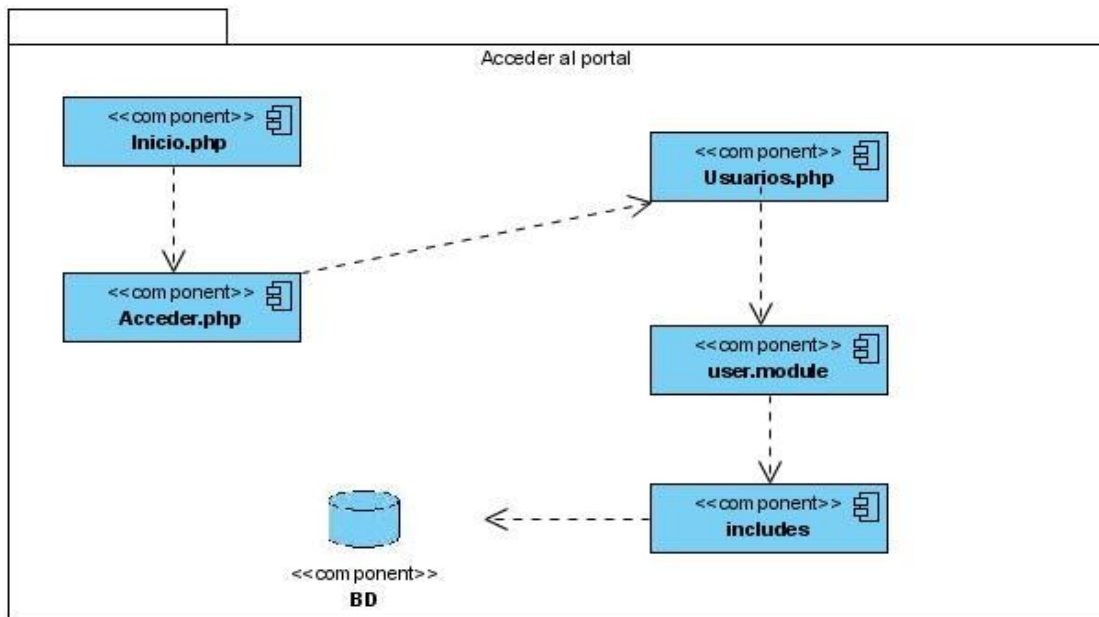 Acceder al portal
<<component>>
Inicio.php
<<component>>
Usuarios.php
<<component>>
Acceder.php
<<component>>
user.module
<<component>>
includes
<<component>>
BD